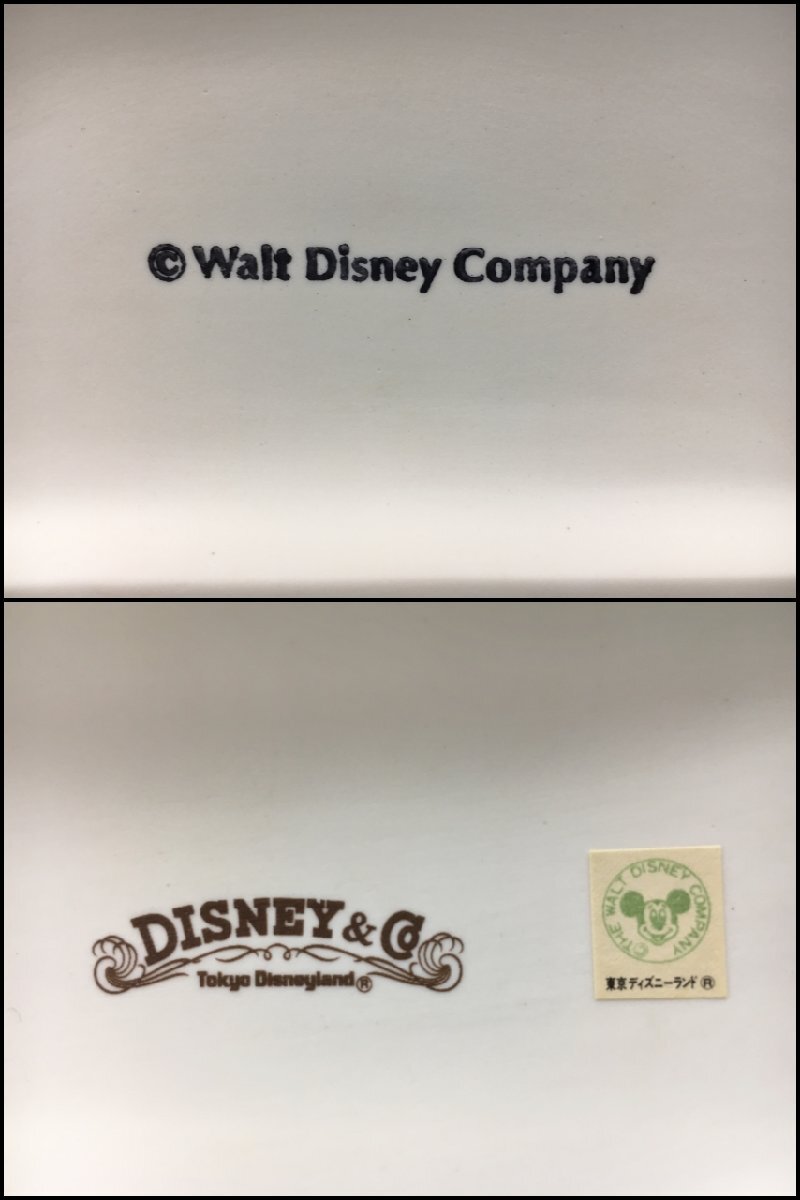 © Walt Disney Company
DISNEY & Co
Tokyo Disneyland ®
© THE WALT DISNEY COMPANY
東京ディズニーランド ®